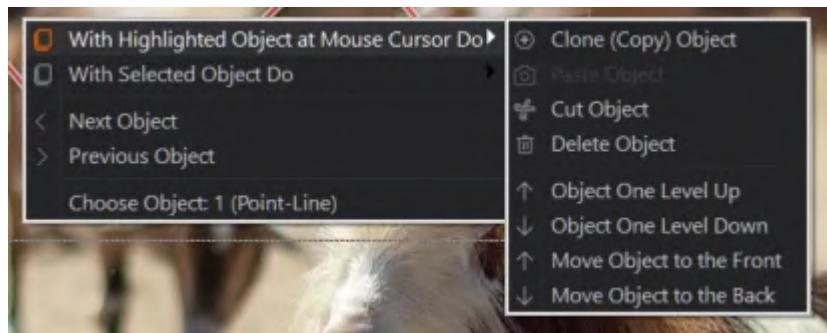 With Highlighted Object at Mouse Cursor Do
With Selected Object Do
Next Object
Previous Object
Choose Object: 1 (Point-Line)
Clone (Copy) Object
Paste Object
Cut Object
Delete Object
Object One Level Up
Object One Level Down
Move Object to the Front
Move Object to the Back